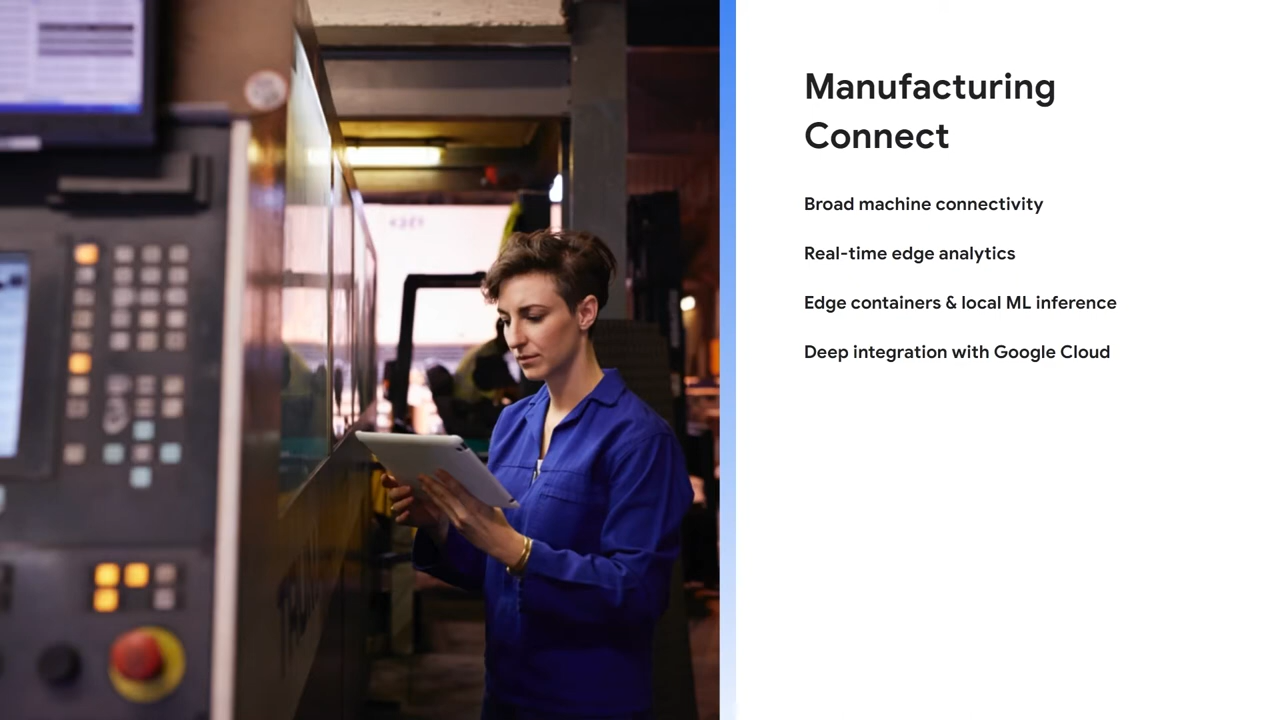 Manufacturing
Connect
Broad machine connectivity
Real-time edge analytics
Edge containers & local ML inference
Deep integration with Google Cloud